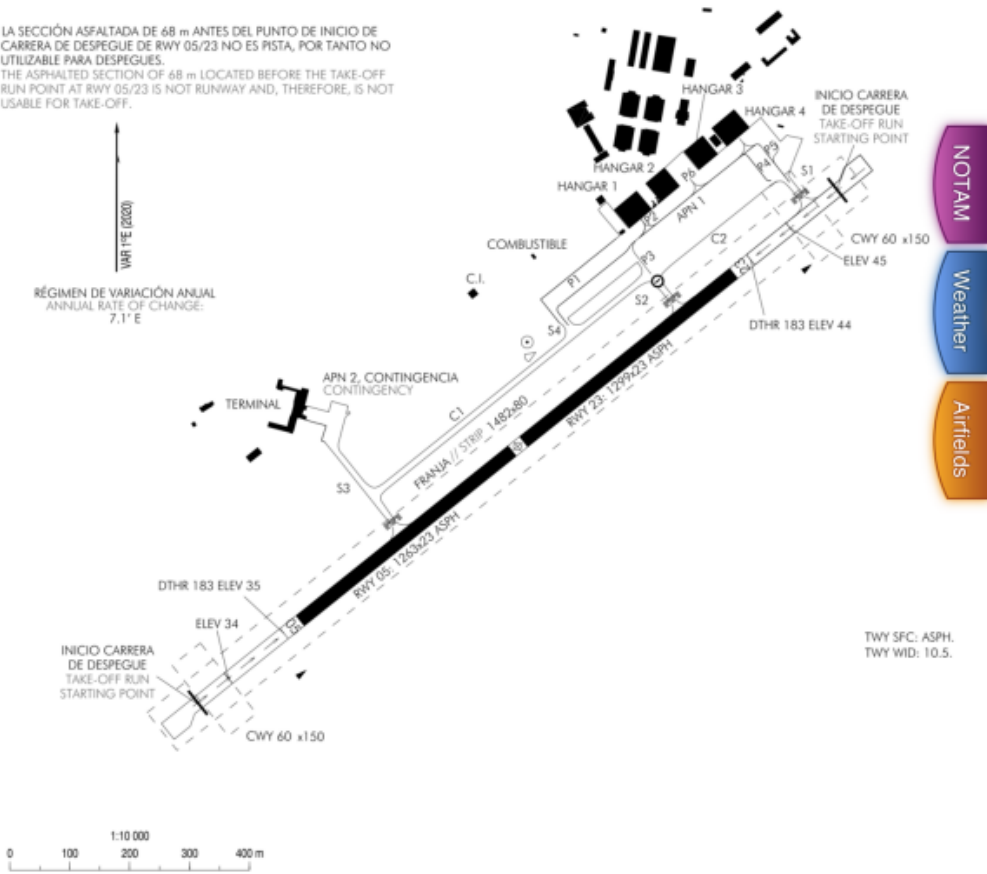 LA SECCIÓN ASFALTADA DE 68 m ANTES DEL PUNTO DE INICIO DE
CARRERA DE DESPEGUE DE RWY 05/23 NO ES PISTA, POR TANTO NO
UTILIZABLE PARA DESPEGUES.
THE ASPHALTED SECTION OF 68 m LOCATED BEFORE THE TAKE-OFF
RUN POINT AT RWY 05/23 IS NOT RUNWAY AND, THEREFORE, IS NOT
USABLE FOR TAKE-OFF.
VAR 1°E (2020)
RÉGIMEN DE VARIACIÓN ANUAL
ANNUAL RATE OF CHANGE:
7.1' E
HANGAR 3
HANGAR 4
INICIO CARRERA
DE DESPEGUE
TAKE-OFF RUN
STARTING POINT
HANGAR 2
HANGAR 1
P5
P4
S1
P6
P2
APN 1
COMBUSTIBLE
C2
CWY 60 x150
ELEV 45
P3
P1
C.I.
S2
23
S4
DTHR 183 ELEV 44
APN 2, CONTINGENCIA
CONTINGENCY
TERMINAL
C1
FRANJA // STRIP 1482x80
RWY 23: 1299x23 ASPH
S3
RWY 05: 1263x23 ASPH
DTHR 183 ELEV 35
05
ELEV 34
INICIO CARRERA
DE DESPEGUE
TAKE-OFF RUN
STARTING POINT
CWY 60 x150
TWY SFC: ASPH.
TWY WID: 10.5.
1:10 000
0 100 200 300 400 m
NOTAM
Weather
Airfields